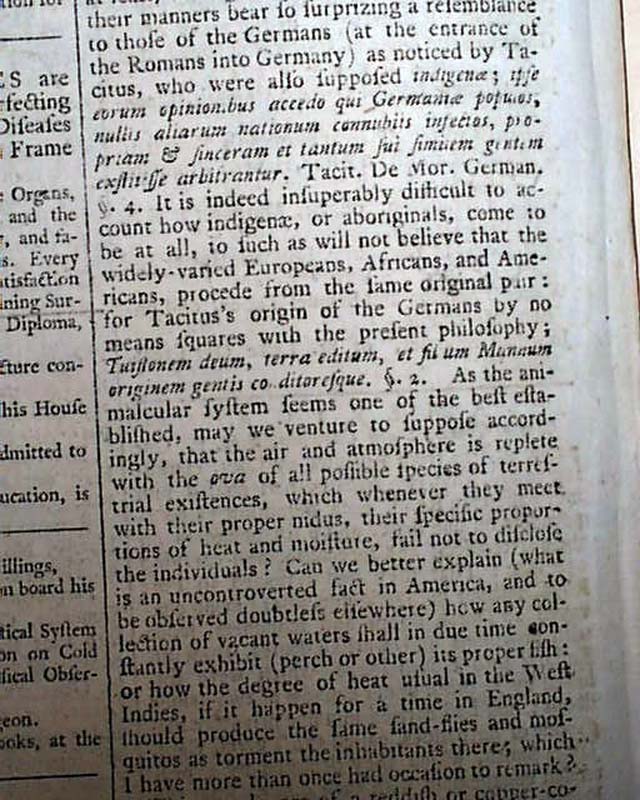 ES are
fecting
Diſeaſes
Frame
Organs,
and the
and fa-
s. Every
atisfaction
ning Sur-
Diploma,
cture con-
his Houſe
dmitted to
ucation, is
illings,
n board his
tical Syſtem
on on Cold
ſical Obſer-
geon.
ooks, at the
their manners bear ſo ſurprizing a reſemblance
to thoſe of the Germans (at the entrance of
the Romans into Germany) as noticed by Ta-
citus, who were alſo ſuppoſed indigenæ; ipſe
eorum opinionibus accedo qui Germaniæ populos,
nullis aliarum nationum connubiis infectos, pro-
priam & ſinceram et tantum ſui ſimilem gentem
exſtitiſſe arbitrantur. Tacit. De Mor. German.
§. 4. It is indeed inſuperably difficult to ac-
count how indigenæ, or aboriginals, come to
be at all, to ſuch as will not believe that the
widely-varied Europeans, Africans, and Ame-
ricans, procede from the ſame original pair:
for Tacitus's origin of the Germans by no
means ſquares with the preſent philoſophy;
Tuiſtonem deum, terra editum, et filium Mannum
originem gentis conditoreſque. §. 2. As the ani-
malcular ſyſtem ſeems one of the beſt eſta-
bliſhed, may we venture to ſuppoſe accord-
ingly, that the air and atmoſphere is replete
with the ova of all poſſible ſpecies of terreſ-
trial exiſtences, which whenever they meet
with their proper nidus, their ſpecific propor-
tions of heat and moiſture, fail not to diſcloſe
the individuals? Can we better explain (what
is an uncontroverted fact in America, and to
be obſerved doubtleſs elſewhere) how any col-
lection of vacant waters ſhall in due time con-
ſtantly exhibit (perch or other) its proper fiſh:
or how the degree of heat uſual in the Weſt
Indies, if it happen for a time in England,
ſhould produce the ſame ſand-flies and moſ-
quitos as torment the inhabitants there; which
I have more than once had occaſion to remark?
of a reddiſh or copper-co-